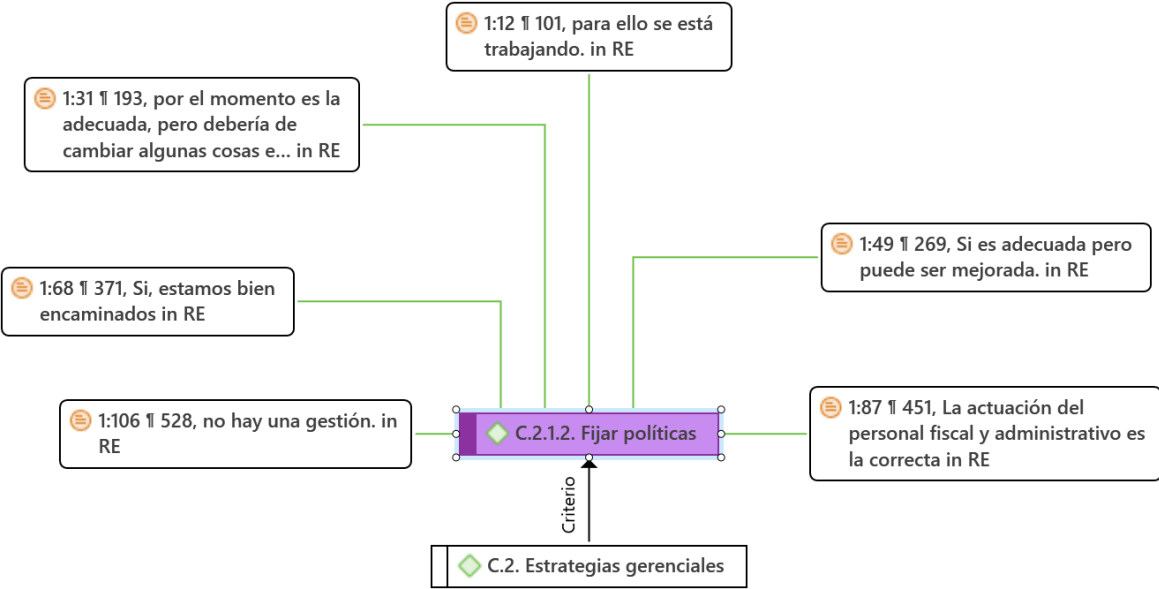 1:12 ¶ 101, para ello se está
trabajando. in RE
1:31 ¶ 193, por el momento es la
adecuada, pero debería de
cambiar algunas cosas e... in RE
1:49 ¶ 269, Si es adecuada pero
puede ser mejorada. in RE
1:68 ¶ 371, Si, estamos bien
encaminados in RE
1:106 ¶ 528, no hay una gestión. in
RE
C.2.1.2. Fijar políticas
1:87 ¶ 451, La actuación del
personal fiscal y administrativo es
la correcta in RE
Criterio
C.2. Estrategias gerenciales